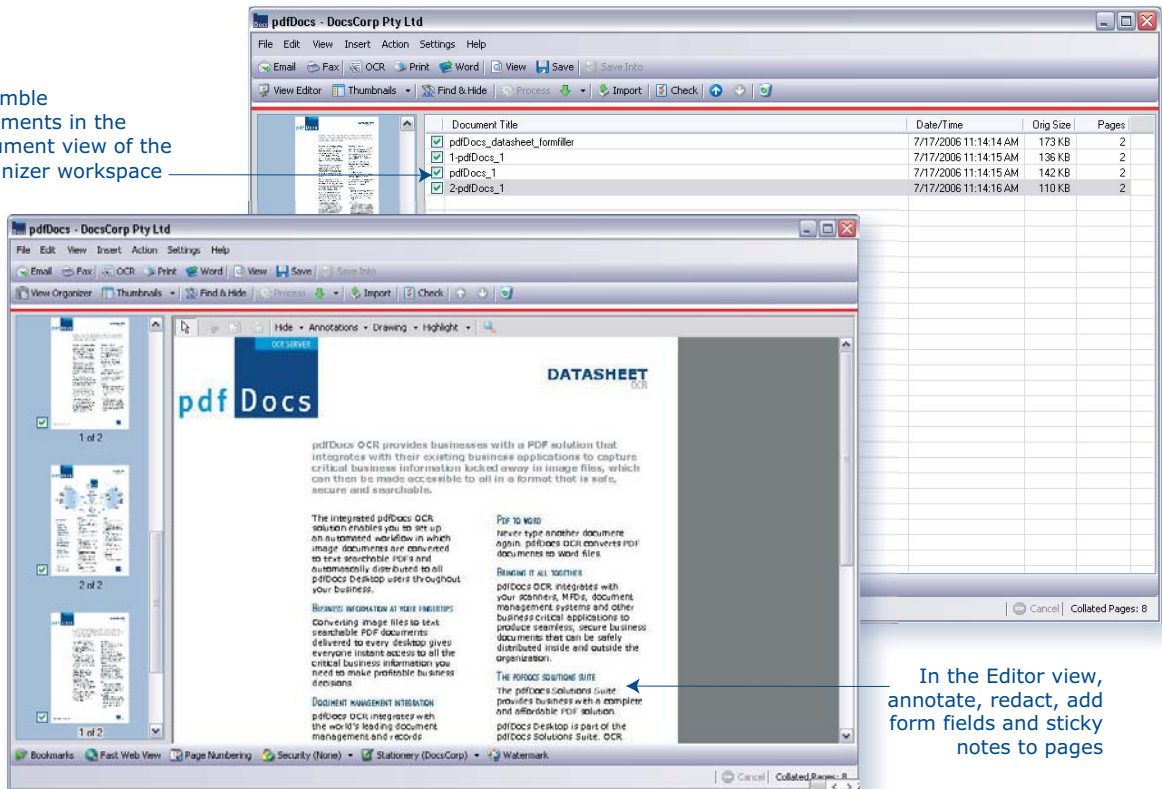 pdfDocs - DocsCorp Pty Ltd
File Edit View Insert Action Settings Help
Email Fax OCR Print Word View Save Save Into
View Editor Thumbnails Find & Hide Process Import Check
Document Title Date/Time Orig Size Pages
pdfDocs_datasheet_formfiller 7/17/2006 11:14:14 AM 173 KB 2
1-pdfDocs_1 7/17/2006 11:14:15 AM 136 KB 2
pdfDocs_1 7/17/2006 11:14:15 AM 142 KB 2
2-pdfDocs_1 7/17/2006 11:14:16 AM 110 KB 2
Cancel Collated Pages: 8
mble
ments in the
ument view of the
nizer workspace
pdfDocs - DocsCorp Pty Ltd
File Edit View Insert Action Settings Help
Email Fax OCR Print Word View Save Save Into
View Organizer Thumbnails Find & Hide Process Import Check
Hide Annotations Drawing Highlight
1 of 2
2 of 2
1 of 2
OCR SERVER
pdfDocs
DATASHEET
OCR
pdfDocs OCR provides businesses with a PDF solution that
integrates with their existing business applications to capture
critical business information locked away in image files, which
can then be made accessible to all in a format that is safe,
secure and searchable.
The integrated pdfDocs OCR
solution enables you to set up
an automated workflow in which
image documents are converted
to text searchable PDFs and
automatically distributed to all
pdfDocs Desktop users throughout
your business.
BUSINESS INFORMATION AT YOUR FINGERTIPS
Converting image files to text
searchable PDF documents
delivered to every desktop gives
everyone instant access to all the
critical business information you
need to make profitable business
decisions.
DOCUMENT MANAGEMENT INTEGRATION
pdfDocs OCR integrates with
the world's leading document
management and records
PDF TO WORD
Never type another document
again. pdfDocs OCR converts PDF
documents to Word files.
BRINGING IT ALL TOGETHER
pdfDocs OCR integrates with
your scanners, MFDs, document
management systems and other
business critical applications to
produce seamless, secure business
documents that can be safely
distributed inside and outside the
organization.
THE PDFDOCS SOLUTIONS SUITE
The pdfDocs Solutions Suite
provides business with a complete
and affordable PDF solution.
pdfDocs Desktop is part of the
pdfDocs Solutions Suite. OCR
Bookmarks Fast Web View Page Numbering Security (None) Stationery (DocsCorp) Watermark
Cancel Collated Pages: 8
In the Editor view,
annotate, redact, add
form fields and sticky
notes to pages